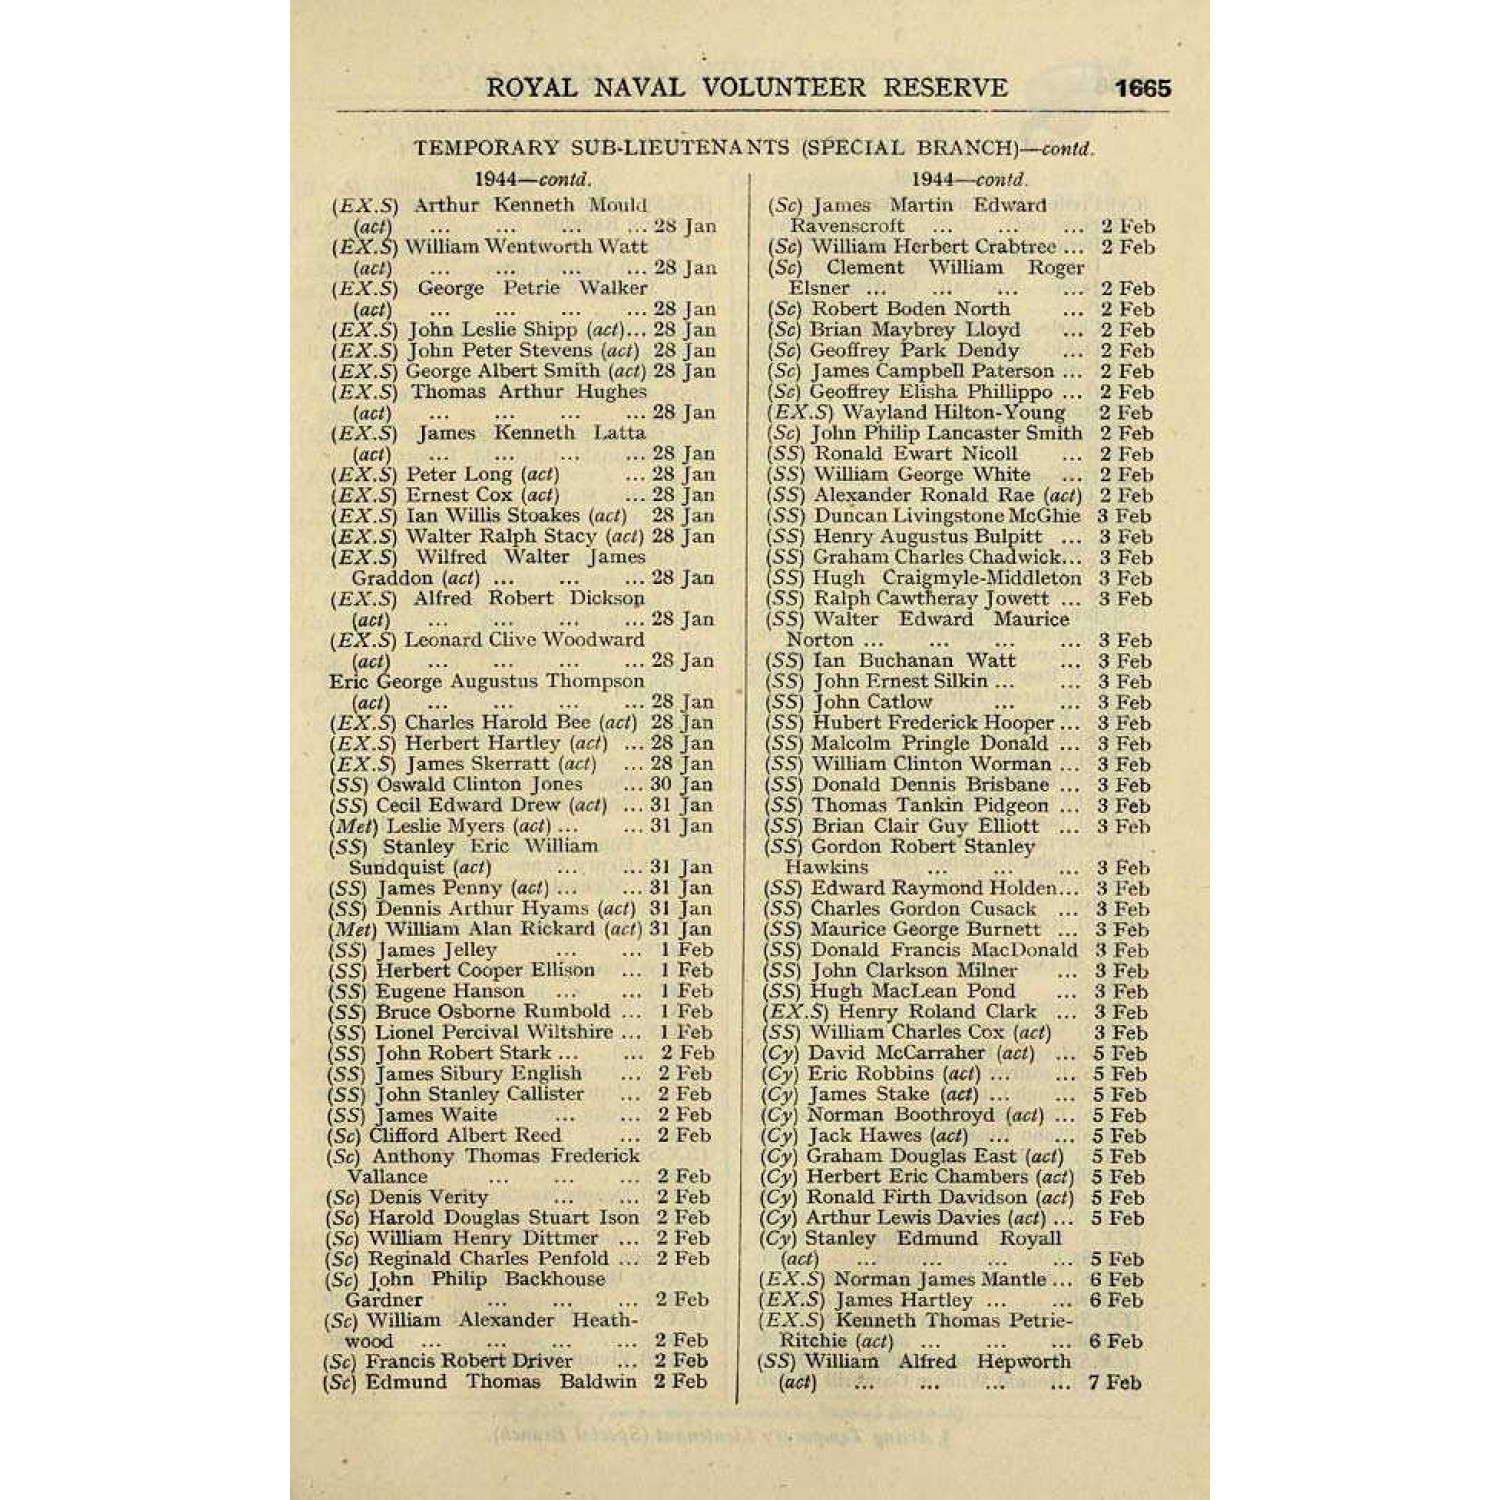 ROYAL NAVAL VOLUNTEER RESERVE 1665
TEMPORARY SUB-LIEUTENANTS (SPECIAL BRANCH)—contd.
1944—contd.
(EX.S) Arthur Kenneth Mould
(act) ... ... ... ... 28 Jan
(EX.S) William Wentworth Watt
(act) ... ... ... ... 28 Jan
(EX.S) George Petrie Walker
(act) ... ... ... ... 28 Jan
(EX.S) John Leslie Shipp (act)... 28 Jan
(EX.S) John Peter Stevens (act) 28 Jan
(EX.S) George Albert Smith (act) 28 Jan
(EX.S) Thomas Arthur Hughes
(act) ... ... ... ... 28 Jan
(EX.S) James Kenneth Latta
(act) ... ... ... ... 28 Jan
(EX.S) Peter Long (act) ... 28 Jan
(EX.S) Ernest Cox (act) ... 28 Jan
(EX.S) Ian Willis Stoakes (act) 28 Jan
(EX.S) Walter Ralph Stacy (act) 28 Jan
(EX.S) Wilfred Walter James
Graddon (act) ... ... ... 28 Jan
(EX.S) Alfred Robert Dickson
(act) ... ... ... ... 28 Jan
(EX.S) Leonard Clive Woodward
(act) ... ... ... ... 28 Jan
Eric George Augustus Thompson
(act) ... ... ... ... 28 Jan
(EX.S) Charles Harold Bee (act) 28 Jan
(EX.S) Herbert Hartley (act) ... 28 Jan
(EX.S) James Skerratt (act) ... 28 Jan
(SS) Oswald Clinton Jones ... 30 Jan
(SS) Cecil Edward Drew (act) ... 31 Jan
(Met) Leslie Myers (act) ... ... 31 Jan
(SS) Stanley Eric William
Sundquist (act) ... ... 31 Jan
(SS) James Penny (act) ... ... 31 Jan
(SS) Dennis Arthur Hyams (act) 31 Jan
(Met) William Alan Rickard (act) 31 Jan
(SS) James Jelley ... ... 1 Feb
(SS) Herbert Cooper Ellison ... 1 Feb
(SS) Eugene Hanson ... ... 1 Feb
(SS) Bruce Osborne Rumbold ... 1 Feb
(SS) Lionel Percival Wiltshire ... 1 Feb
(SS) John Robert Stark ... ... 2 Feb
(SS) James Sibury English ... 2 Feb
(SS) John Stanley Callister ... 2 Feb
(SS) James Waite ... ... 2 Feb
(Sc) Clifford Albert Reed ... 2 Feb
(Sc) Anthony Thomas Frederick
Vallance ... ... ... 2 Feb
(Sc) Denis Verity ... ... 2 Feb
(Sc) Harold Douglas Stuart Ison 2 Feb
(Sc) William Henry Dittmer ... 2 Feb
(Sc) Reginald Charles Penfold ... 2 Feb
(Sc) John Philip Backhouse
Gardner ... ... ... 2 Feb
(Sc) William Alexander Heath-
wood ... ... ... ... 2 Feb
(Sc) Francis Robert Driver ... 2 Feb
(Sc) Edmund Thomas Baldwin 2 Feb
1944—contd.
(Sc) James Martin Edward
Ravenscroft ... ... ... 2 Feb
(Sc) William Herbert Crabtree ... 2 Feb
(Sc) Clement William Roger
Elsner ... ... ... ... 2 Feb
(Sc) Robert Boden North ... 2 Feb
(Sc) Brian Maybrey Lloyd ... 2 Feb
(Sc) Geoffrey Park Dendy ... 2 Feb
(Sc) James Campbell Paterson ... 2 Feb
(Sc) Geoffrey Elisha Phillippo ... 2 Feb
(EX.S) Wayland Hilton-Young 2 Feb
(Sc) John Philip Lancaster Smith 2 Feb
(SS) Ronald Ewart Nicoll ... 2 Feb
(SS) William George White ... 2 Feb
(SS) Alexander Ronald Rae (act) 2 Feb
(SS) Duncan Livingstone McGhie 3 Feb
(SS) Henry Augustus Bulpitt ... 3 Feb
(SS) Graham Charles Chadwick... 3 Feb
(SS) Hugh Craigmyle-Middleton 3 Feb
(SS) Ralph Cawtheray Jowett ... 3 Feb
(SS) Walter Edward Maurice
Norton ... ... ... ... 3 Feb
(SS) Ian Buchanan Watt ... 3 Feb
(SS) John Ernest Silkin ... ... 3 Feb
(SS) John Catlow ... ... 3 Feb
(SS) Hubert Frederick Hooper ... 3 Feb
(SS) Malcolm Pringle Donald ... 3 Feb
(SS) William Clinton Worman ... 3 Feb
(SS) Donald Dennis Brisbane ... 3 Feb
(SS) Thomas Tankin Pidgeon ... 3 Feb
(SS) Brian Clair Guy Elliott ... 3 Feb
(SS) Gordon Robert Stanley
Hawkins ... ... ... 3 Feb
(SS) Edward Raymond Holden... 3 Feb
(SS) Charles Gordon Cusack ... 3 Feb
(SS) Maurice George Burnett ... 3 Feb
(SS) Donald Francis MacDonald 3 Feb
(SS) John Clarkson Milner ... 3 Feb
(SS) Hugh MacLean Pond ... 3 Feb
(EX.S) Henry Roland Clark ... 3 Feb
(SS) William Charles Cox (act) 3 Feb
(Cy) David McCarraher (act) ... 5 Feb
(Cy) Eric Robbins (act) ... ... 5 Feb
(Cy) James Stake (act) ... ... 5 Feb
(Cy) Norman Boothroyd (act) ... 5 Feb
(Cy) Jack Hawes (act) ... ... 5 Feb
(Cy) Graham Douglas East (act) 5 Feb
(Cy) Herbert Eric Chambers (act) 5 Feb
(Cy) Ronald Firth Davidson (act) 5 Feb
(Cy) Arthur Lewis Davies (act) ... 5 Feb
(Cy) Stanley Edmund Royall
(act) ... ... ... ... 5 Feb
(EX.S) Norman James Mantle ... 6 Feb
(EX.S) James Hartley ... ... 6 Feb
(EX.S) Kenneth Thomas Petrie-
Ritchie (act) ... ... ... 6 Feb
(SS) William Alfred Hepworth
(act) ... ... ... ... 7 Feb